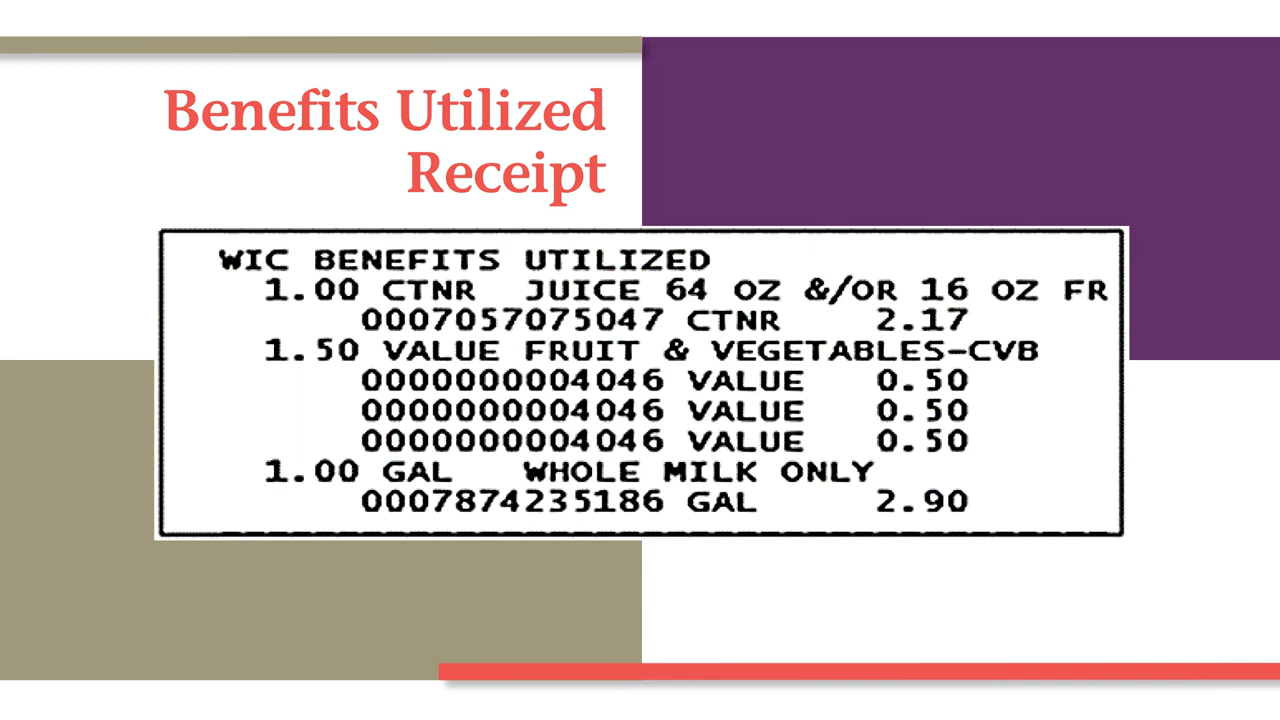 Benefits Utilized
Receipt
WIC BENEFITS UTILIZED
1.00 CTNR JUICE 64 OZ &/OR 16 OZ FR
0007057075047 CTNR 2.17
1.50 VALUE FRUIT & VEGETABLES-CVB
0000000004046 VALUE 0.50
0000000004046 VALUE 0.50
0000000004046 VALUE 0.50
1.00 GAL WHOLE MILK ONLY
0007874235186 GAL 2.90